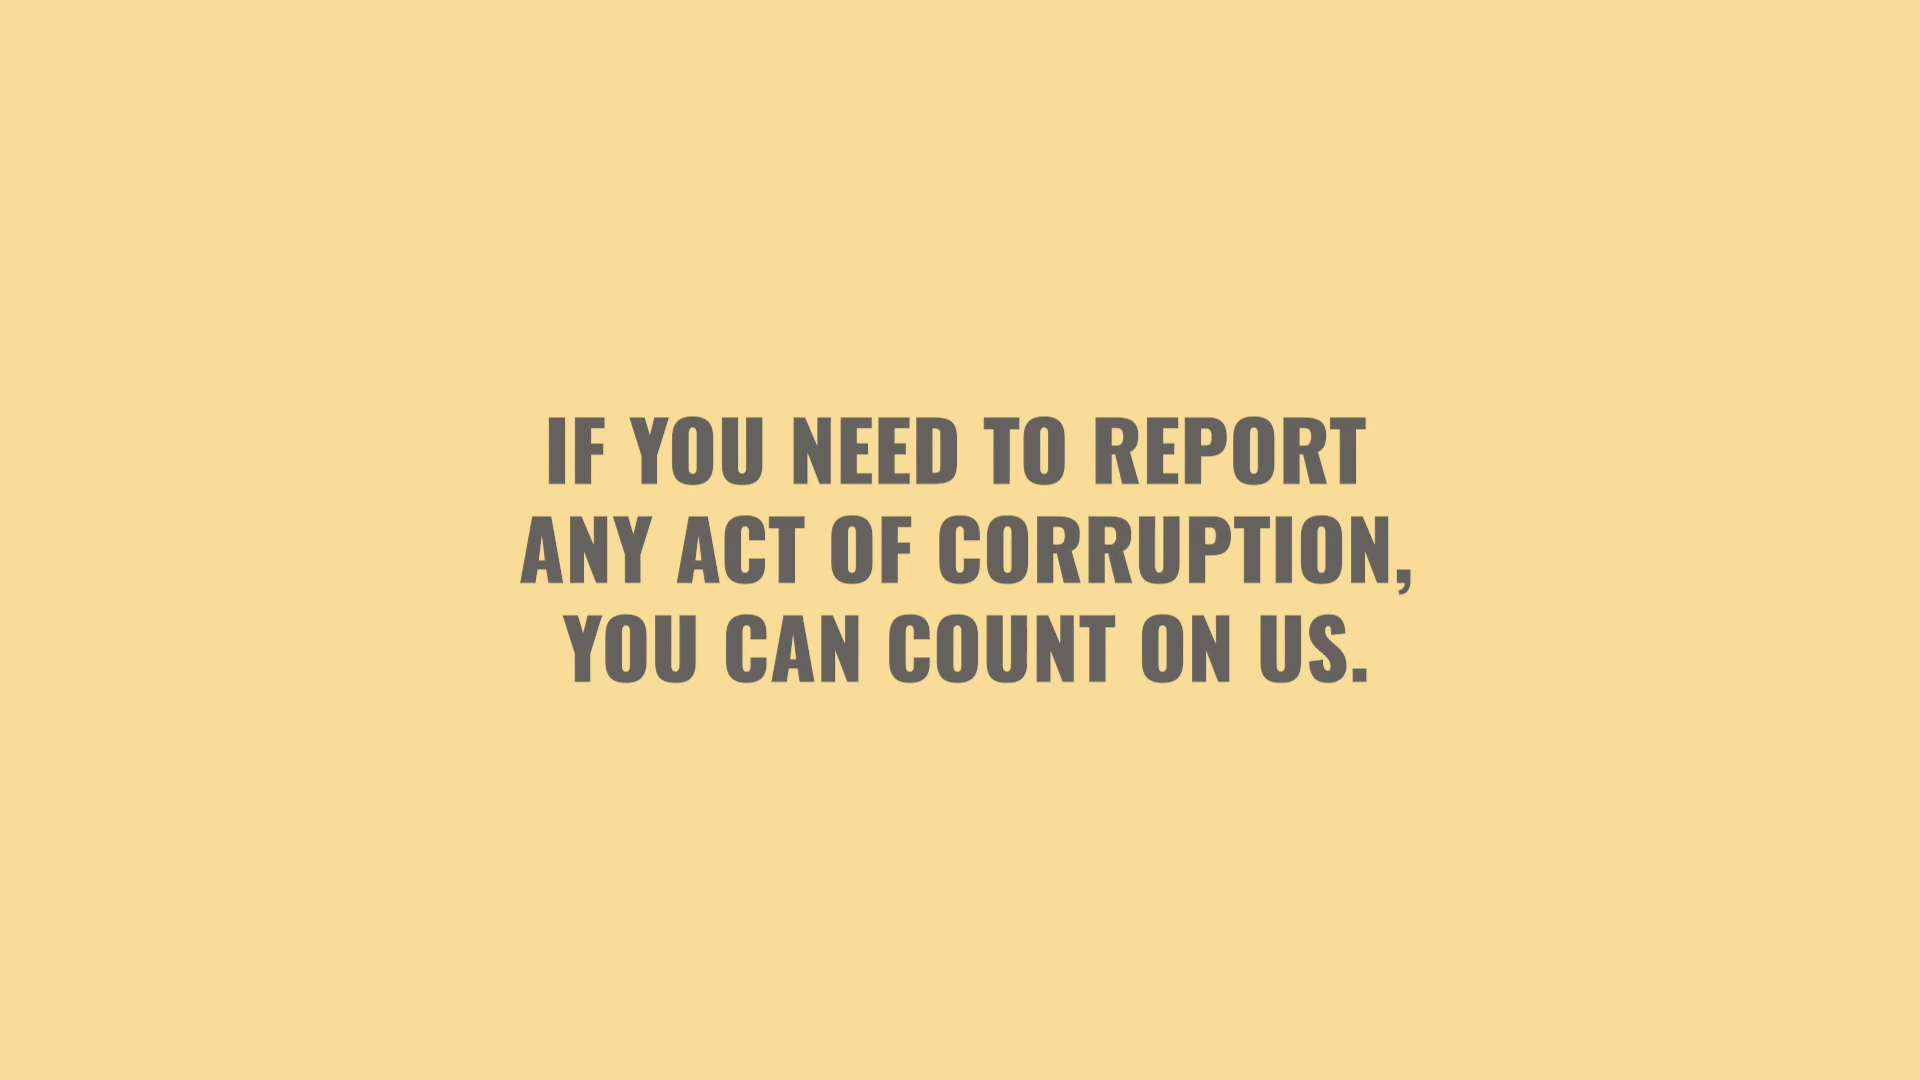 IF YOU NEED TO REPORT
ANY ACT OF CORRUPTION,
YOU CAN COUNT ON US.